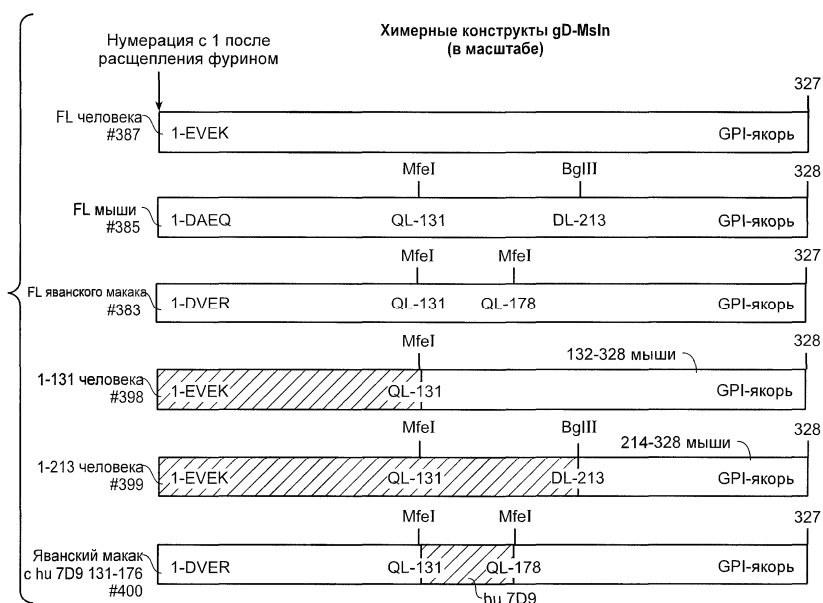 Химерные конструкты gD-MsIn
(в масштабе)
Нумерация с 1 после
расщепления фурином
327
FL человека
#387
1-EVEK
GPI-якорь
MfeI
BglII
328
FL мыши
#385
1-DAEQ
QL-131
DL-213
GPI-якорь
MfeI
MfeI
327
FL яванского макака
#383
1-DVER
QL-131
QL-178
GPI-якорь
MfeI
132-328 мыши
328
1-131 человека
#398
1-EVEK
QL-131
GPI-якорь
MfeI
BglII
214-328 мыши
328
1-213 человека
#399
1-EVEK
QL-131
DL-213
GPI-якорь
MfeI
MfeI
327
Яванский макак
с hu 7D9 131-176
#400
1-DVER
QL-131
QL-178
GPI-якорь
hu 7D9